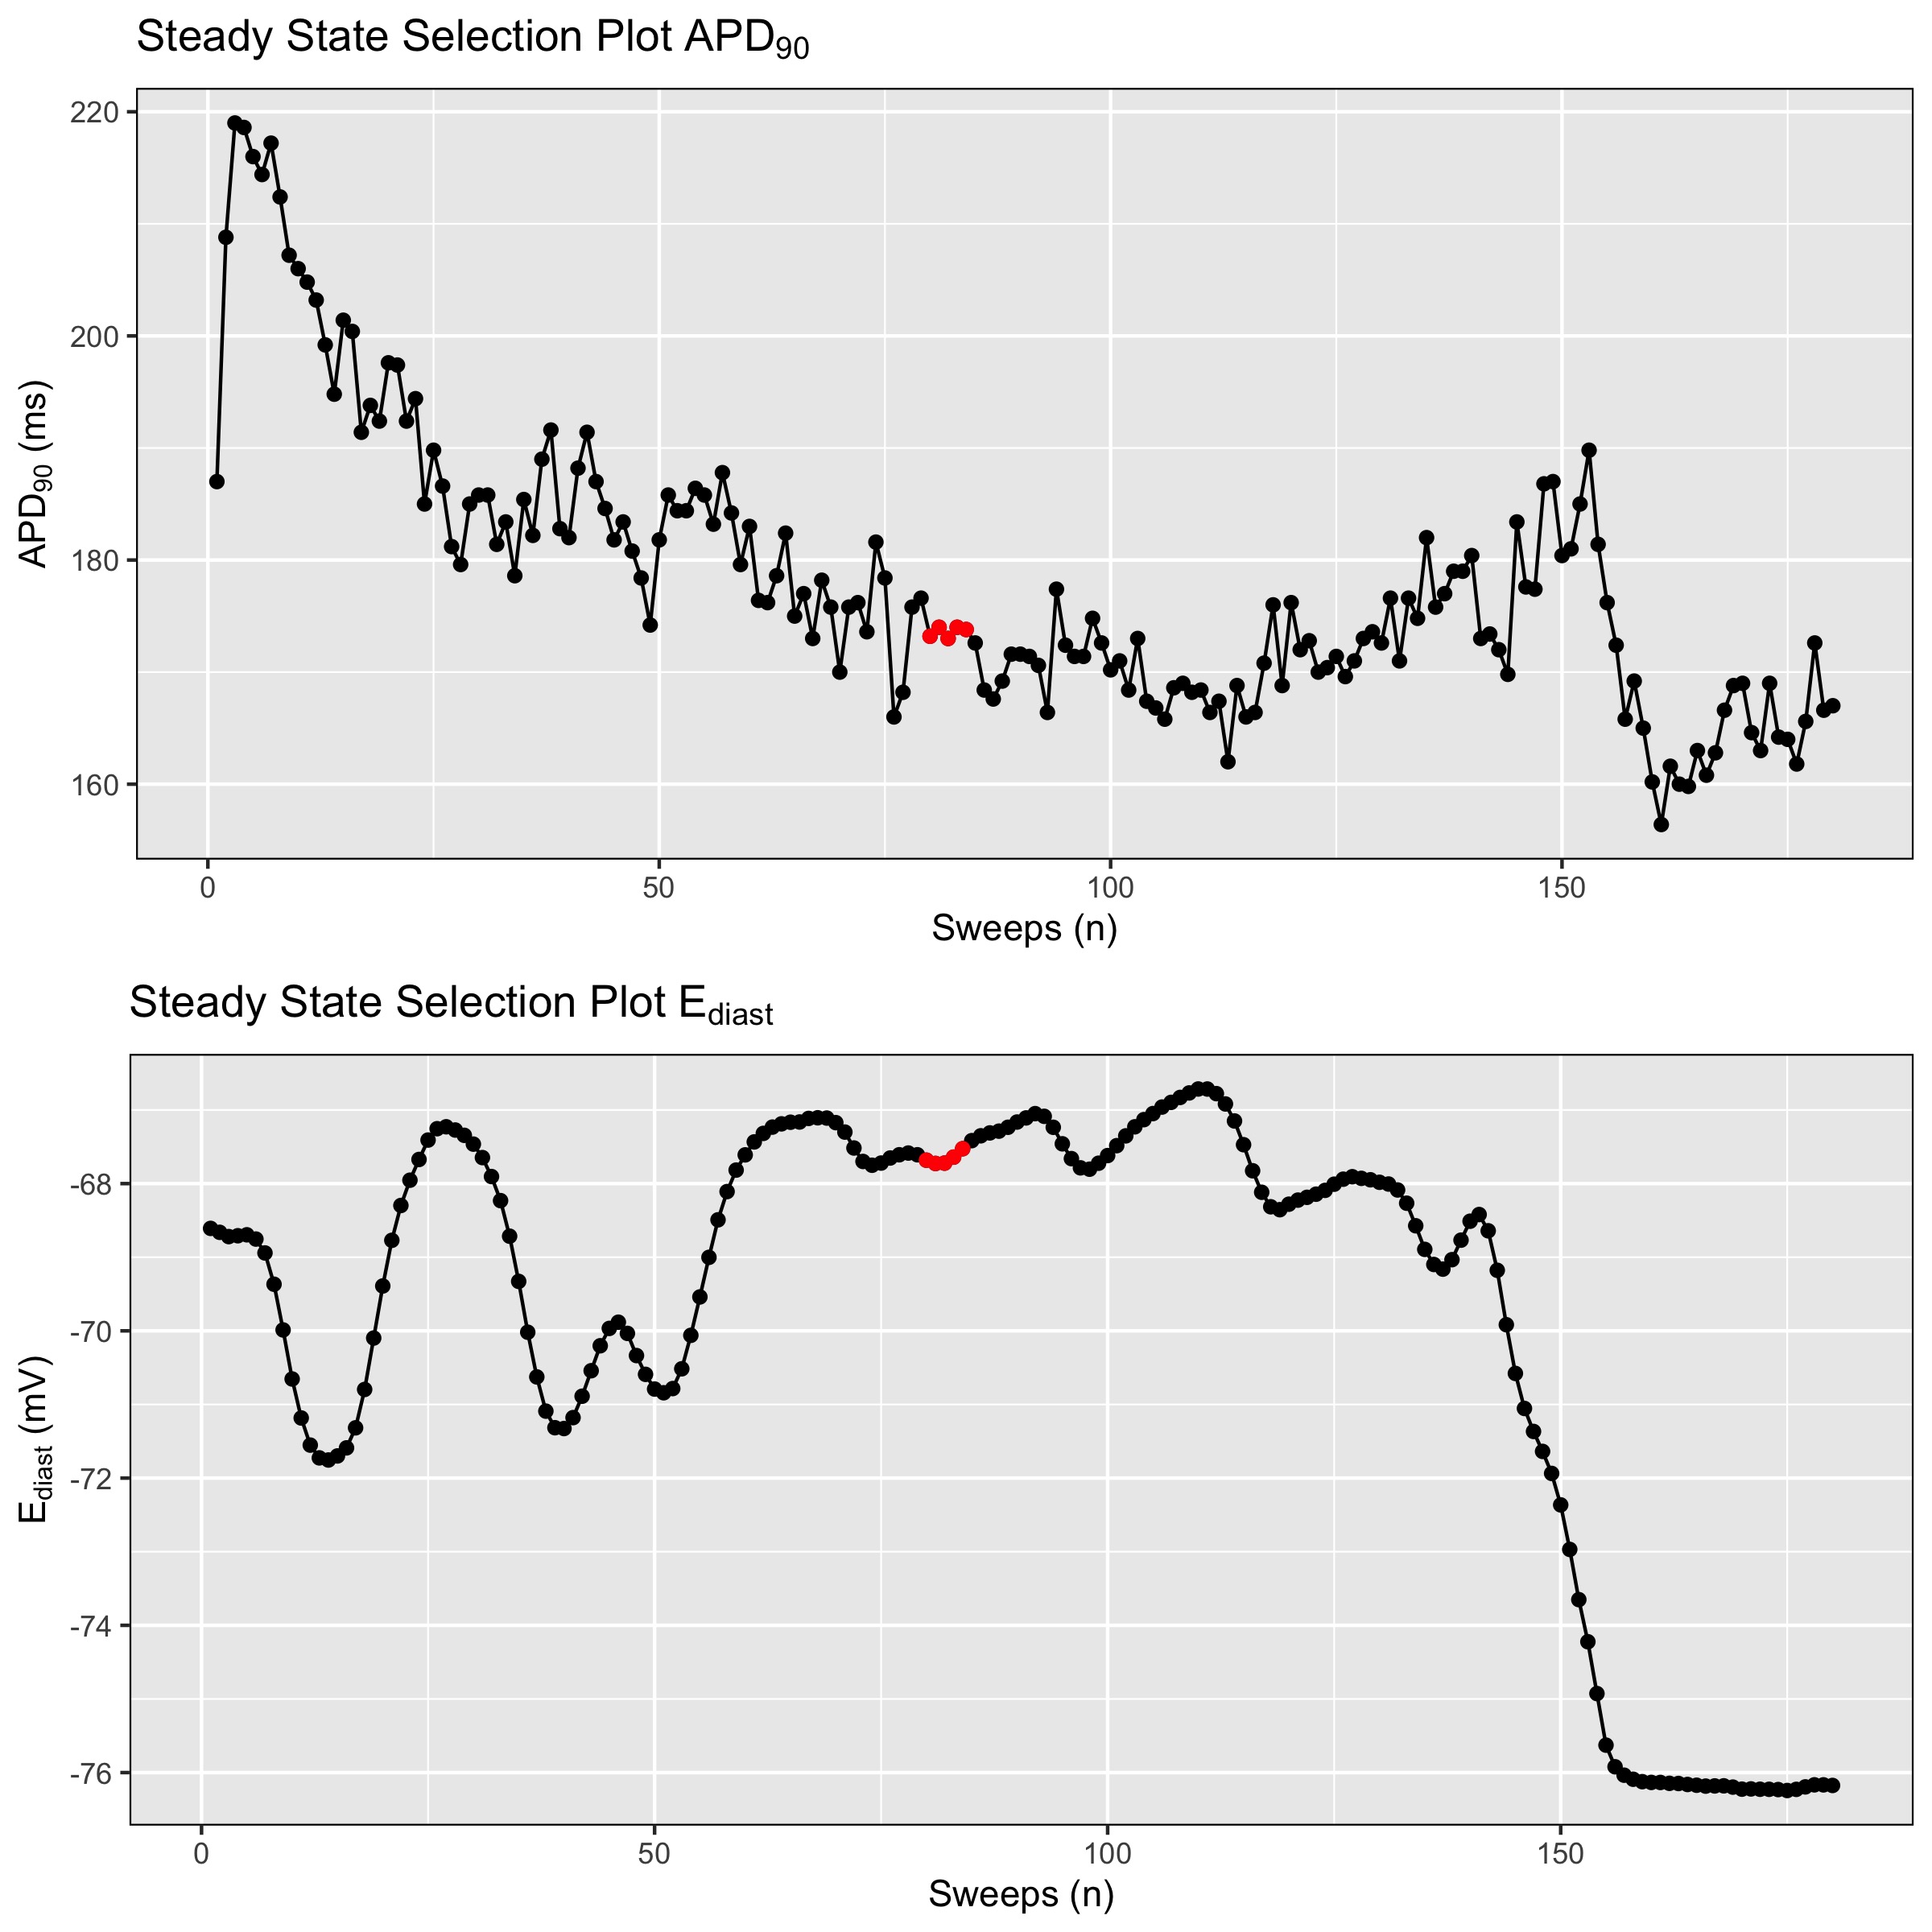 Steady State Selection Plot APD90
220
200
180
160
APD90 (ms)
0 50 100 150
Sweeps (n)
Steady State Selection Plot Ediast
-68
-70
-72
-74
-76
Ediast (mV)
0 50 100 150
Sweeps (n)